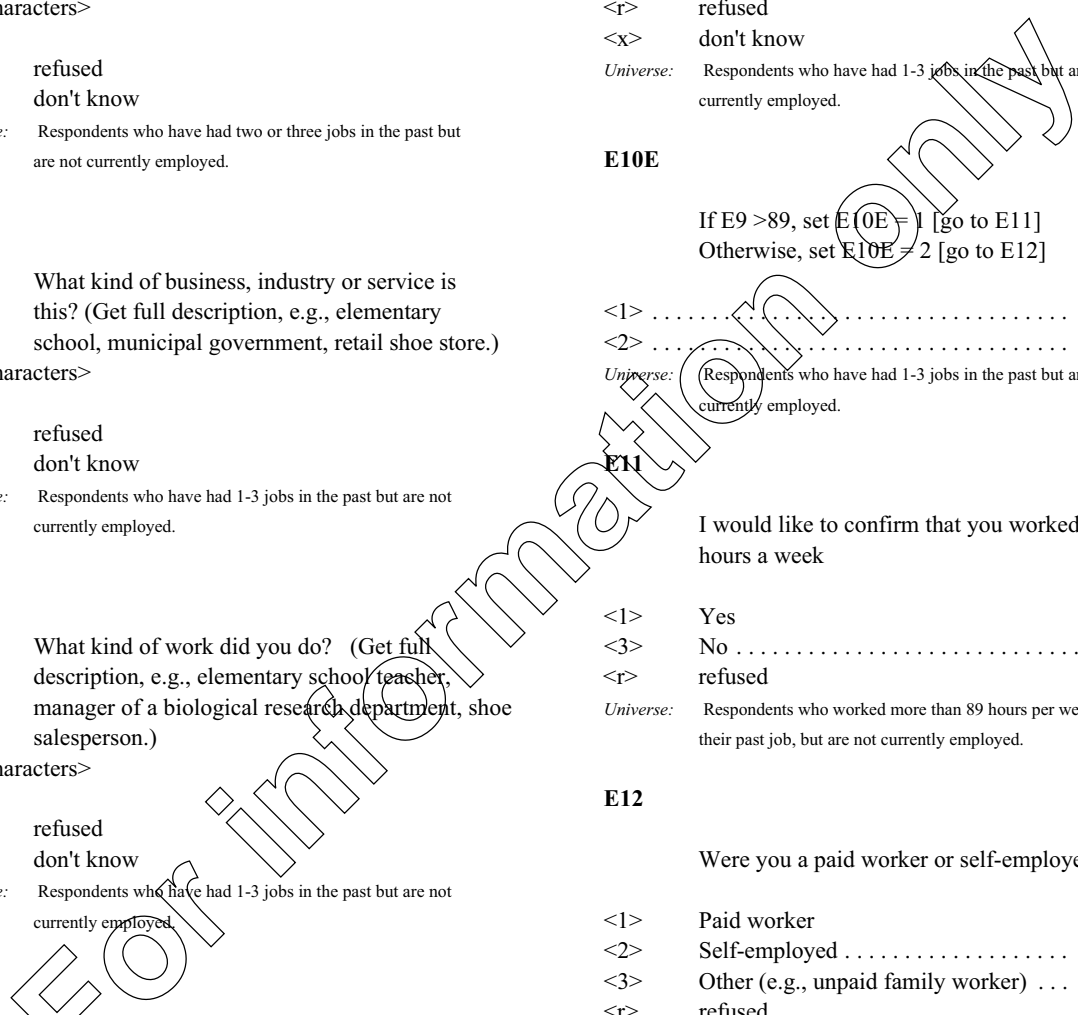 aracters>
refused
don't know
e: Respondents who have had two or three jobs in the past but
are not currently employed.
What kind of business, industry or service is
this? (Get full description, e.g., elementary
school, municipal government, retail shoe store.)
aracters>
refused
don't know
e: Respondents who have had 1-3 jobs in the past but are not
currently employed.
What kind of work did you do? (Get full
description, e.g., elementary school teacher,
manager of a biological research department, shoe
salesperson.)
aracters>
refused
don't know
e: Respondents who have had 1-3 jobs in the past but are not
currently employed.
<r> refused
<x> don't know
Universe: Respondents who have had 1-3 jobs in the past but ar
currently employed.
E10E
If E9 >89, set E10E = 1 [go to E11]
Otherwise, set E10E = 2 [go to E12]
<1> . . . . . . . . . . . . . . . . . . . . . . . . . . . . . . . . . .
<2> . . . . . . . . . . . . . . . . . . . . . . . . . . . . . . . . . .
Universe: Respondents who have had 1-3 jobs in the past but ar
currently employed.
E11
I would like to confirm that you worked
hours a week
<1> Yes
<3> No . . . . . . . . . . . . . . . . . . . . . . . . . . . .
<r> refused
Universe: Respondents who worked more than 89 hours per we
their past job, but are not currently employed.
E12
Were you a paid worker or self-employe
<1> Paid worker
<2> Self-employed . . . . . . . . . . . . . . . . . . .
<3> Other (e.g., unpaid family worker) . . .
<r> refused
For information only